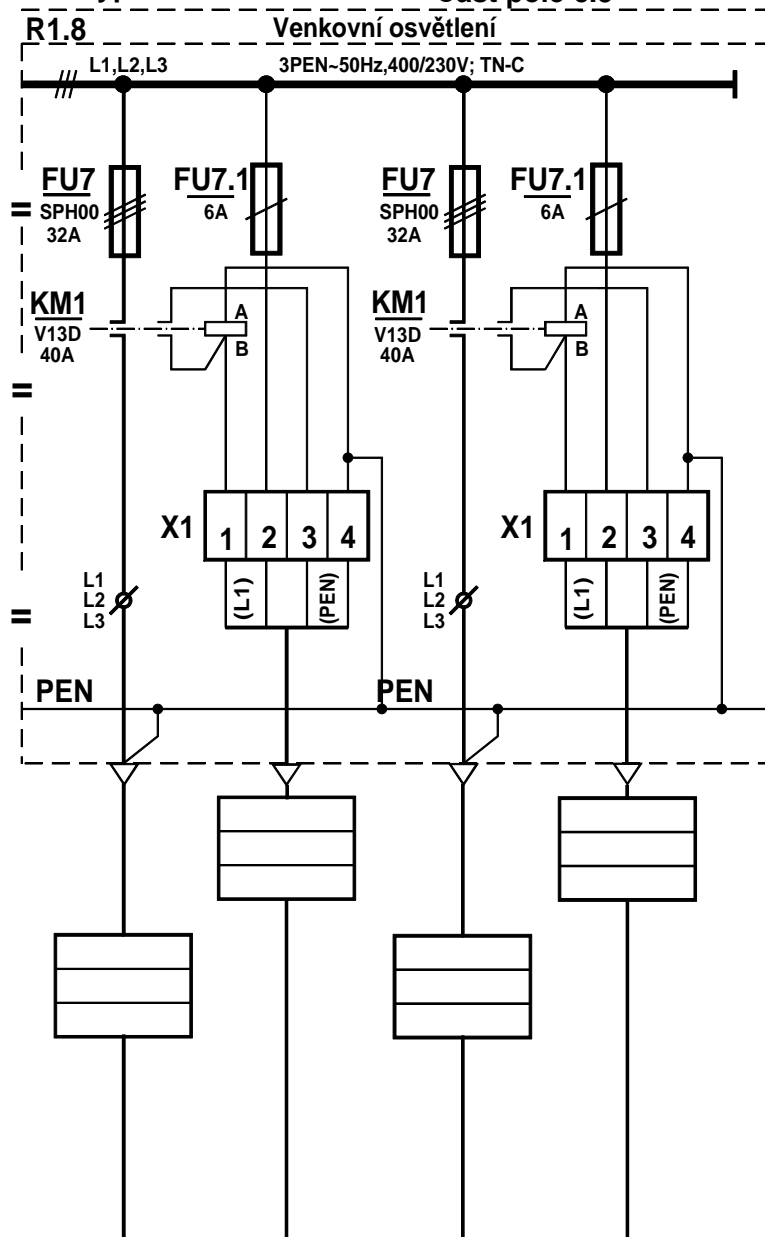 R1.8 Venkovní osvětlení
L1,L2,L3 3PEN~50Hz,400/230V; TN-C
FU7
SPH00
32A
FU7.1
6A
FU7
SPH00
32A
FU7.1
6A
KM1
V13D
40A
A
B
KM1
V13D
40A
A
B
X1 1 2 3 4
X1 1 2 3 4
(L1) (PEN)
(L1) (PEN)
L1
L2
L3
L1
L2
L3
PEN PEN